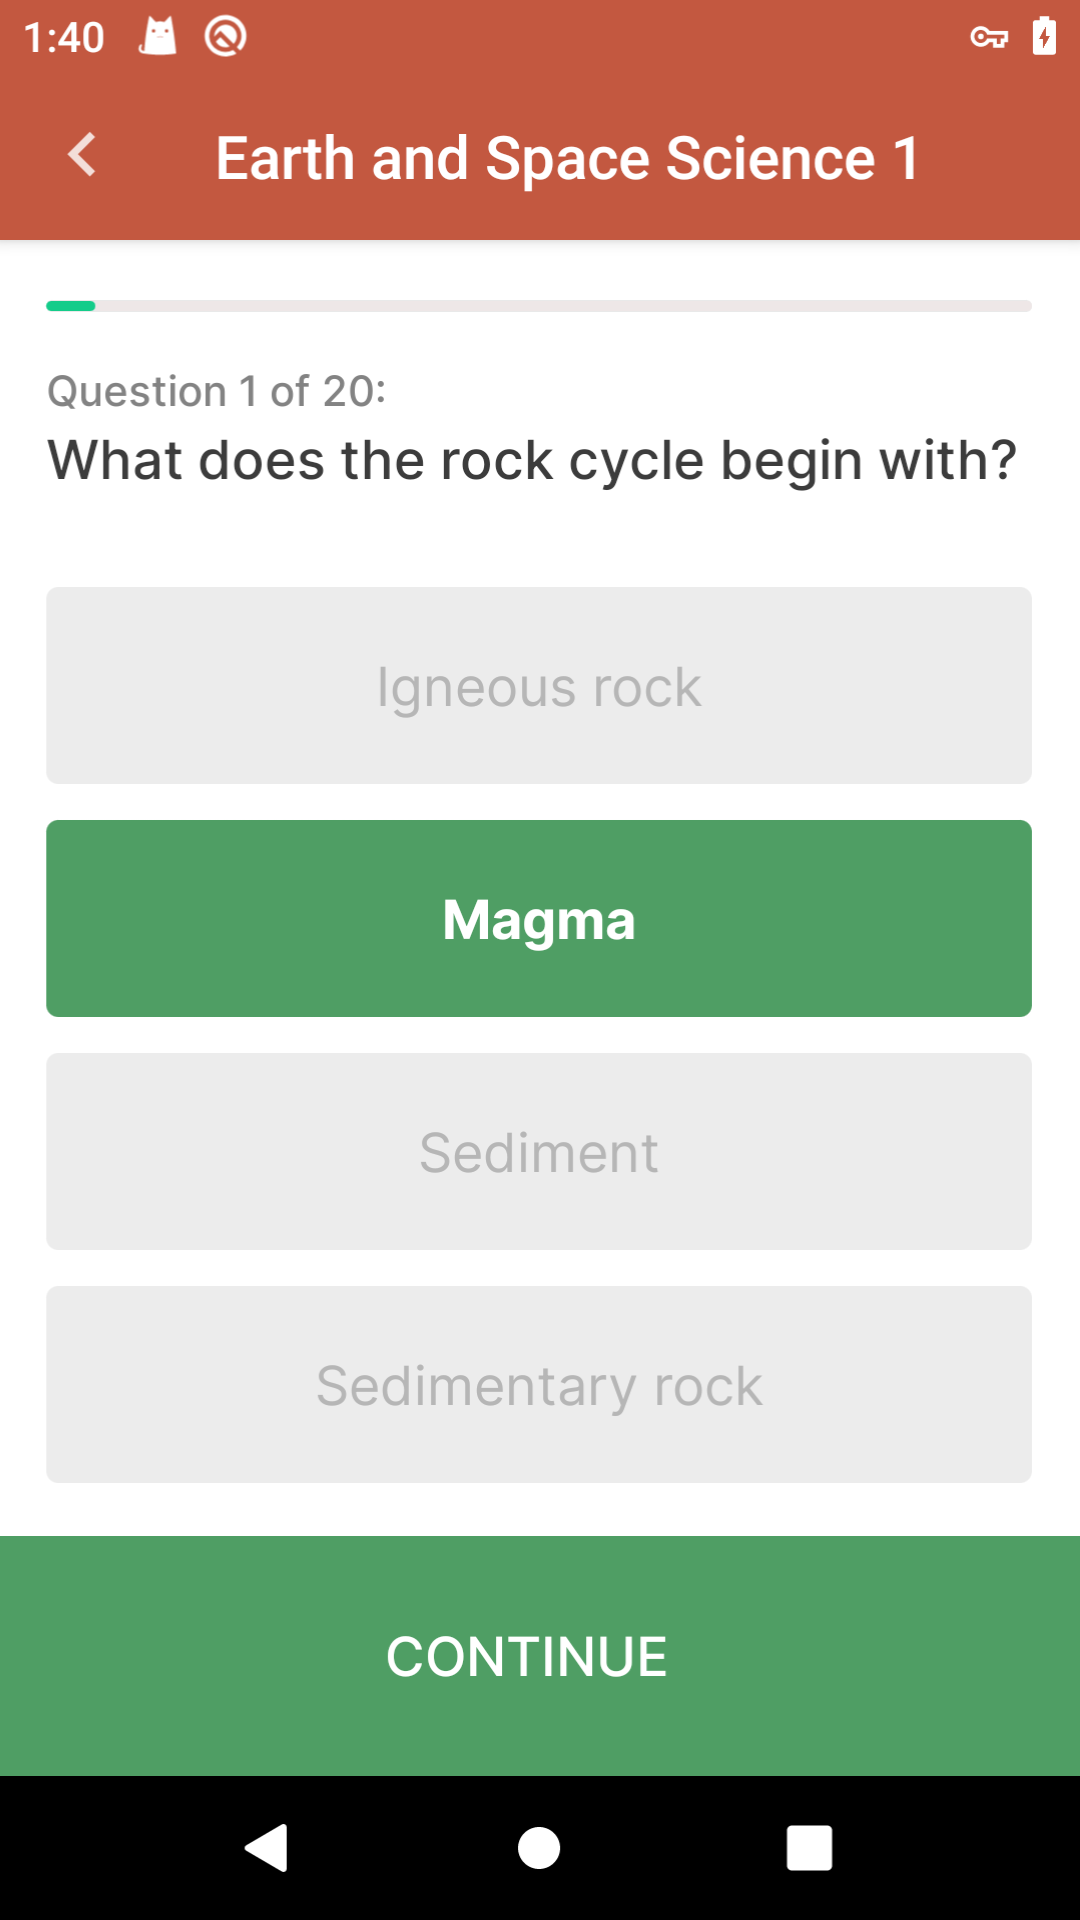 1:40
Earth and Space Science 1
Question 1 of 20:
What does the rock cycle begin with?
Igneous rock
Magma
Sediment
Sedimentary rock
CONTINUE